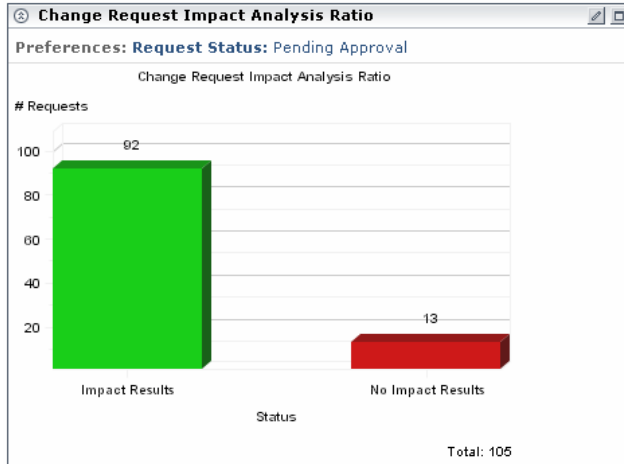 Change Request Impact Analysis Ratio
Preferences: Request Status: Pending Approval
Change Request Impact Analysis Ratio
# Requests
100
80
60
40
20
92
13
Impact Results
No Impact Results
Status
Total: 105